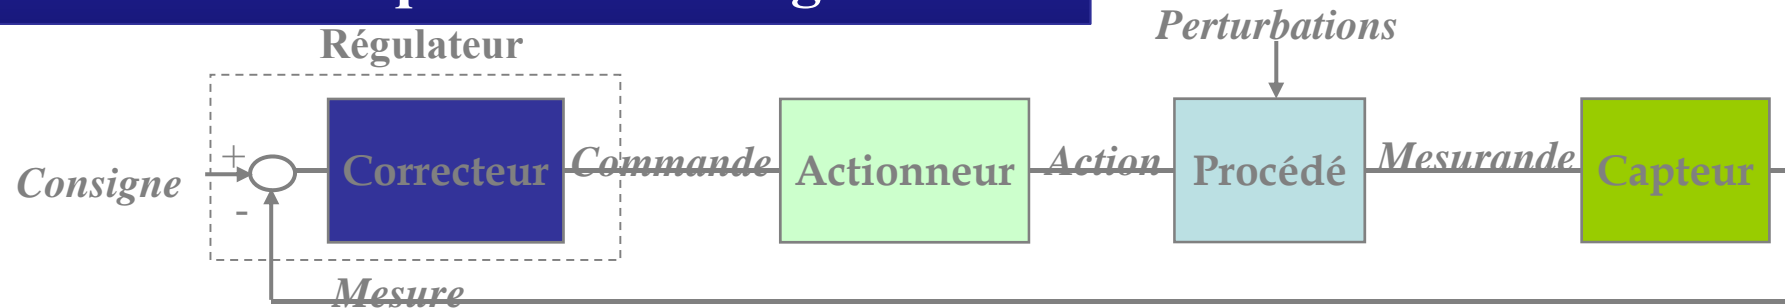 Régulateur
Perturbations
Consigne
+
-
Correcteur
Commande
Actionneur
Action
Procédé
Mesurande
Capteur
Mesure